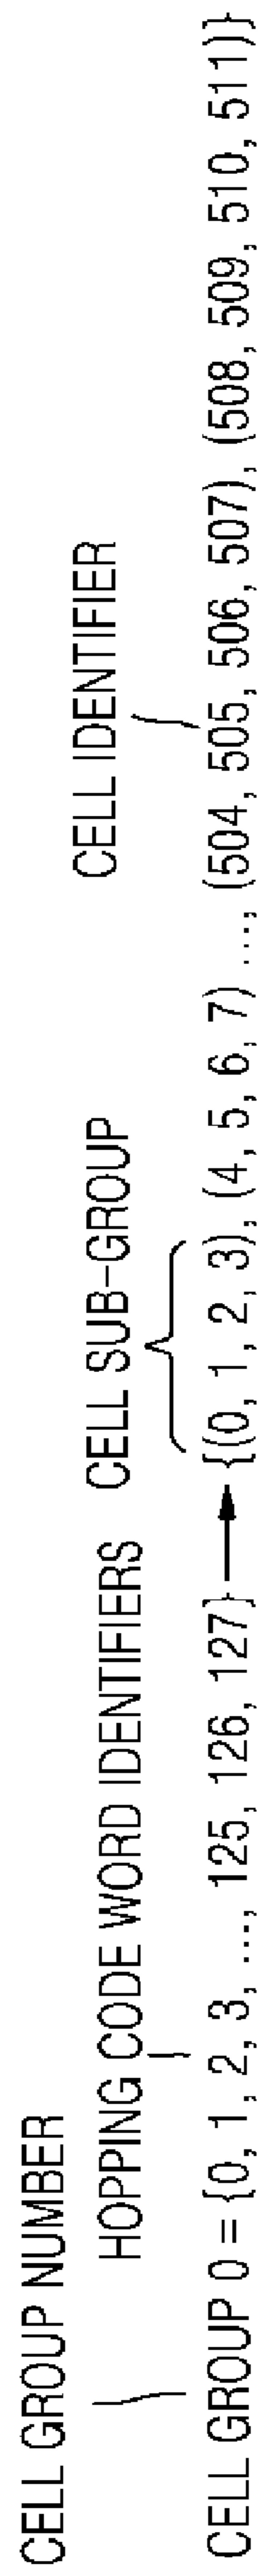 CELL GROUP NUMBER
HOPPING CODE WORD IDENTIFIERS
CELL SUB-GROUP
CELL IDENTIFIER
CELL GROUP 0 = {0, 1, 2, 3, ..., 125, 126, 127} → {(0, 1, 2, 3), (4, 5, 6, 7) ..., (504, 505, 506, 507), (508, 509, 510, 511)}